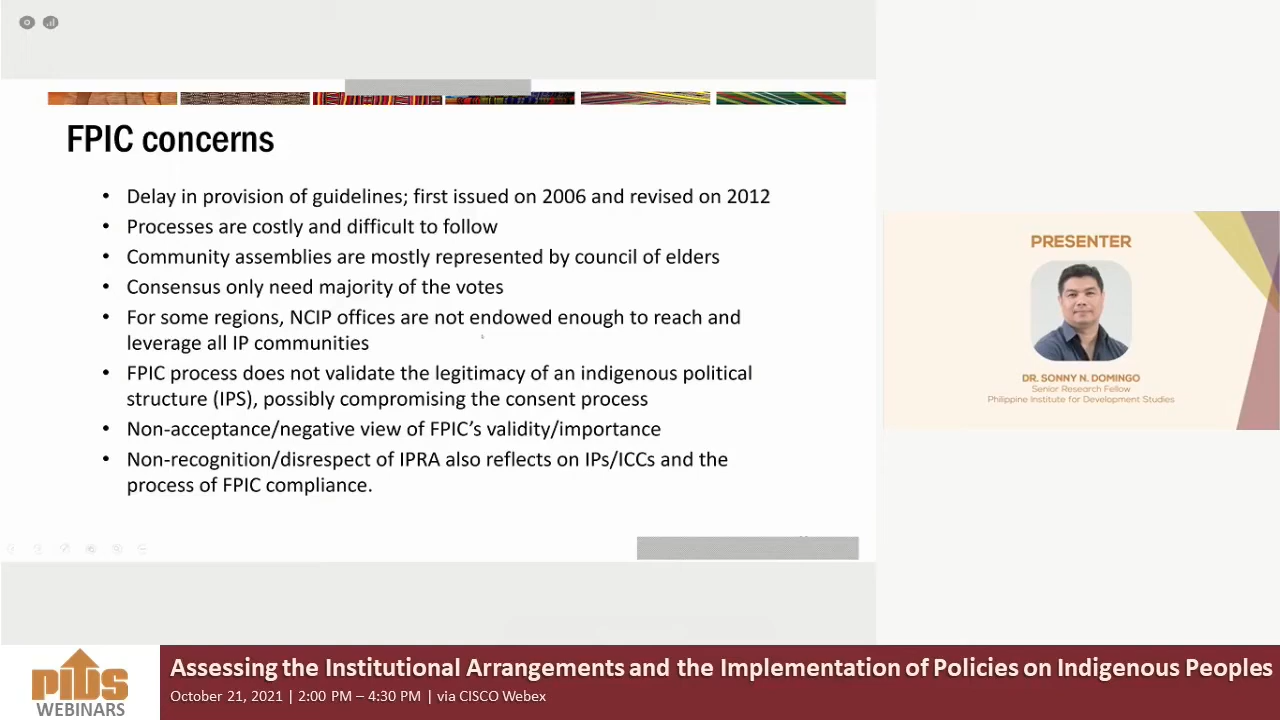 FPIC concerns
• Delay in provision of guidelines; first issued on 2006 and revised on 2012
• Processes are costly and difficult to follow
• Community assemblies are mostly represented by council of elders
• Consensus only need majority of the votes
• For some regions, NCIP offices are not endowed enough to reach and
leverage all IP communities
• FPIC process does not validate the legitimacy of an indigenous political
structure (IPS), possibly compromising the consent process
• Non-acceptance/negative view of FPIC's validity/importance
• Non-recognition/disrespect of IPRA also reflects on IPs/ICCs and the
process of FPIC compliance.
PRESENTER
DR. SONNY N. DOMINGO
Senior Research Fellow
Philippine Institute for Development Studies
pids
WEBINARS
Assessing the Institutional Arrangements and the Implementation of Policies on Indigenous Peoples
October 21, 2021 | 2:00 PM – 4:30 PM | via CISCO Webex